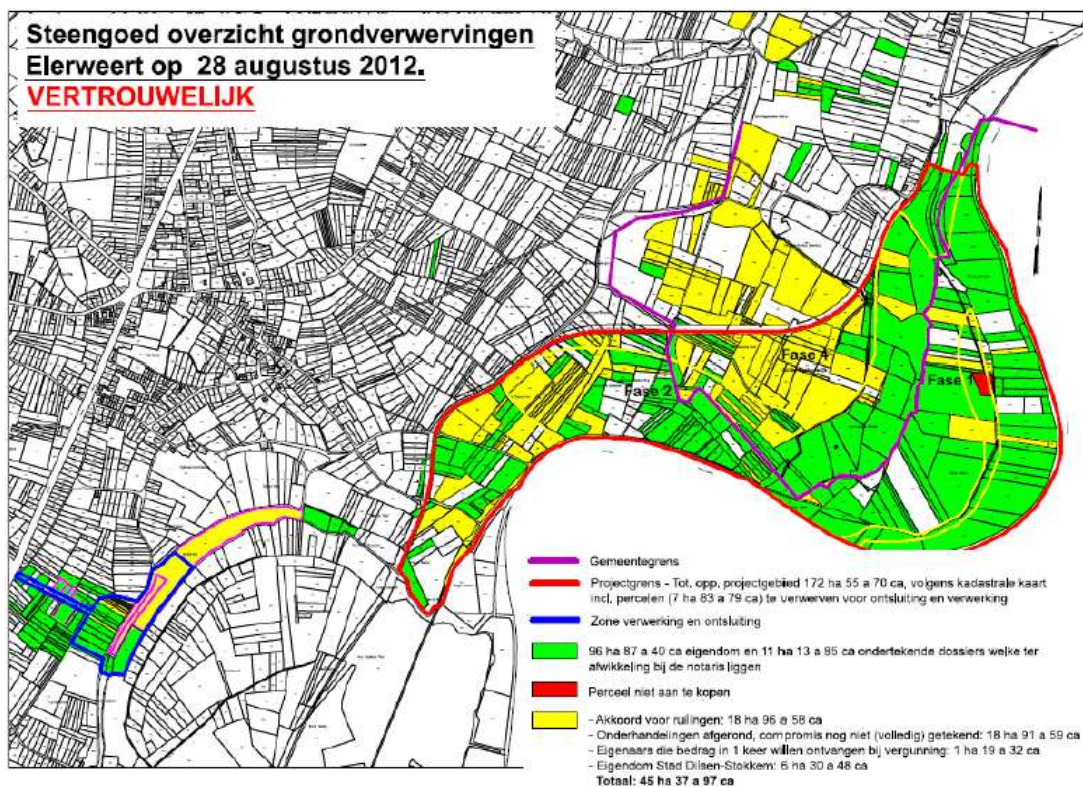 Steengoed overzicht grondverwervingen
Elerweert op 28 augustus 2012.
VERTROUWELIJK
Fase 4
Fase 2
Fase 1
Gemeentegrens
Projectgrens - Tot. opp. projectgebied 172 ha 55 a 70 ca, volgens kadastrale kaart
incl. percelen (7 ha 83 a 79 ca) te verwerven voor ontsluiting en verwerking
Zone verwerking en ontsluiting
96 ha 87 a 40 ca eigendom en 11 ha 13 a 85 ca ondertekende dossiers welke ter
afwikkeling bij de notaris liggen
Perceel niet aan te kopen
- Akkoord voor ruilingen: 18 ha 96 a 58 ca
- Onderhandelingen afgerond, compromis nog niet (volledig) getekend: 18 ha 91 a 59 ca
- Eigenaars die bedrag in 1 keer willen ontvangen bij vergunning: 1 ha 19 a 32 ca
- Eigendom Stad Dilsen-Stokkem: 6 ha 30 a 48 ca
Totaal: 45 ha 37 a 97 ca